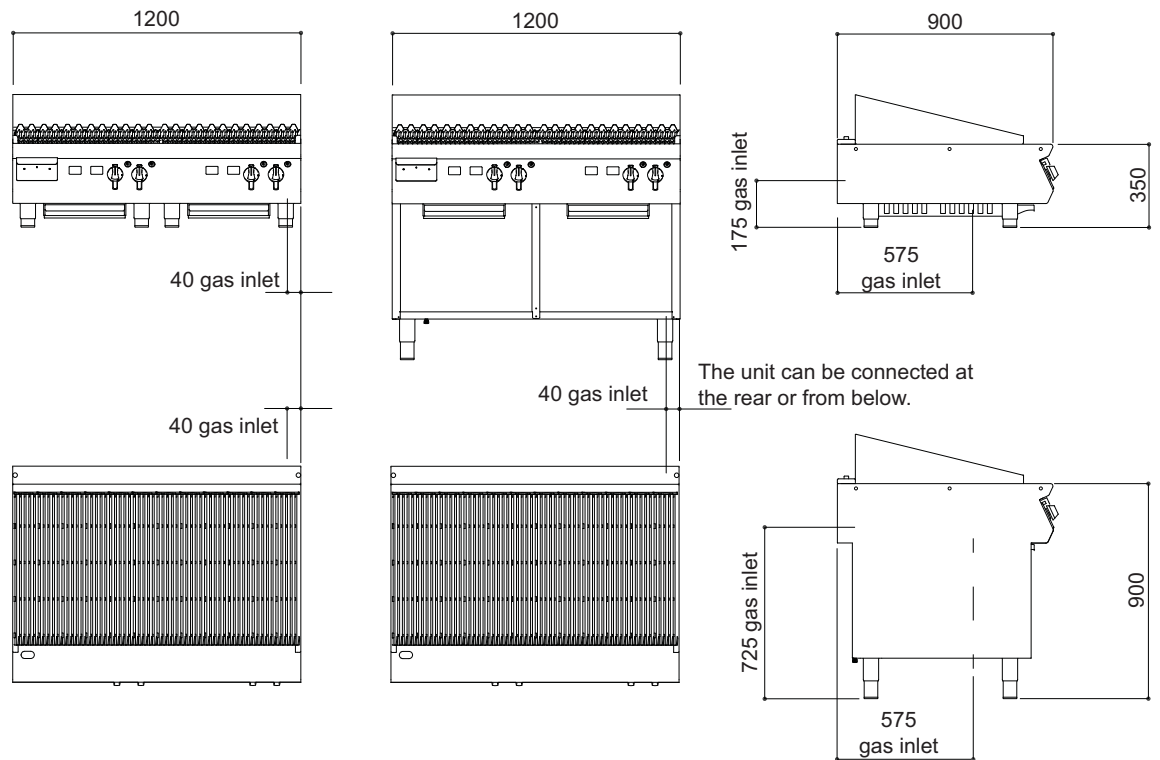 1200
1200
900
175 gas inlet
350
575
gas inlet
40 gas inlet
The unit can be connected at
the rear or from below.
40 gas inlet
40 gas inlet
725 gas inlet
900
575
gas inlet